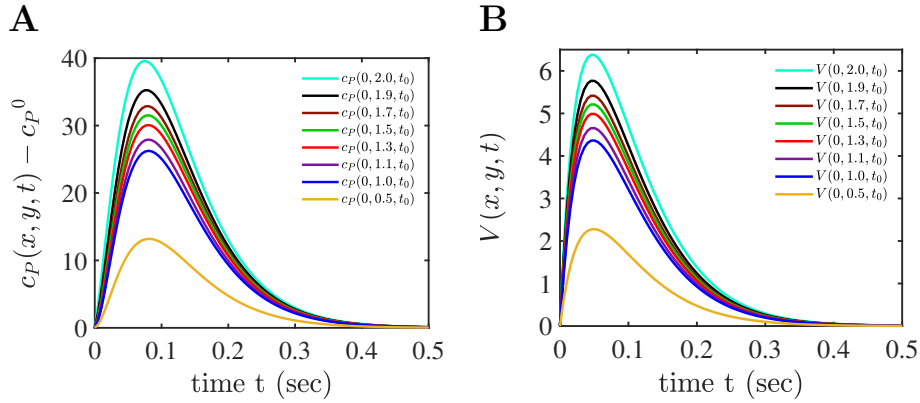 A
c_P(x, y, t) − c_P^0
40
30
20
10
0
0 0.1 0.2 0.3 0.4 0.5
time t (sec)
c_P(0, 2.0, t_0)
c_P(0, 1.9, t_0)
c_P(0, 1.7, t_0)
c_P(0, 1.5, t_0)
c_P(0, 1.3, t_0)
c_P(0, 1.1, t_0)
c_P(0, 1.0, t_0)
c_P(0, 0.5, t_0)
B
V(x, y, t)
6
5
4
3
2
1
0
0 0.1 0.2 0.3 0.4 0.5
time t (sec)
V(0, 2.0, t_0)
V(0, 1.9, t_0)
V(0, 1.7, t_0)
V(0, 1.5, t_0)
V(0, 1.3, t_0)
V(0, 1.1, t_0)
V(0, 1.0, t_0)
V(0, 0.5, t_0)